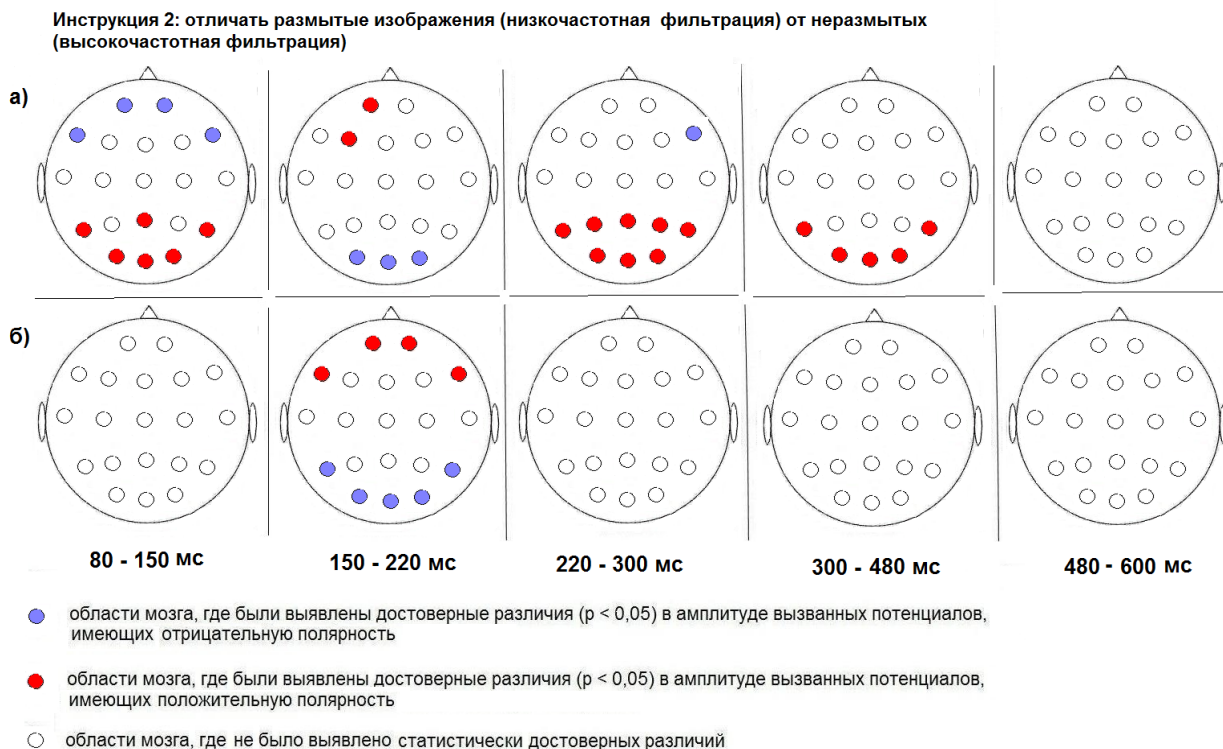 Инструкция 2: отличать размытые изображения (низкочастотная фильтрация) от неразмытых
(высокочастотная фильтрация)
а)
б)
80 - 150 мс
150 - 220 мс
220 - 300 мс
300 - 480 мс
480 - 600 мс
области мозга, где были выявлены достоверные различия (р < 0,05) в амплитуде вызванных потенциалов,
имеющих отрицательную полярность
области мозга, где были выявлены достоверные различия (р < 0,05) в амплитуде вызванных потенциалов,
имеющих положительную полярность
области мозга, где не было выявлено статистически достоверных различий